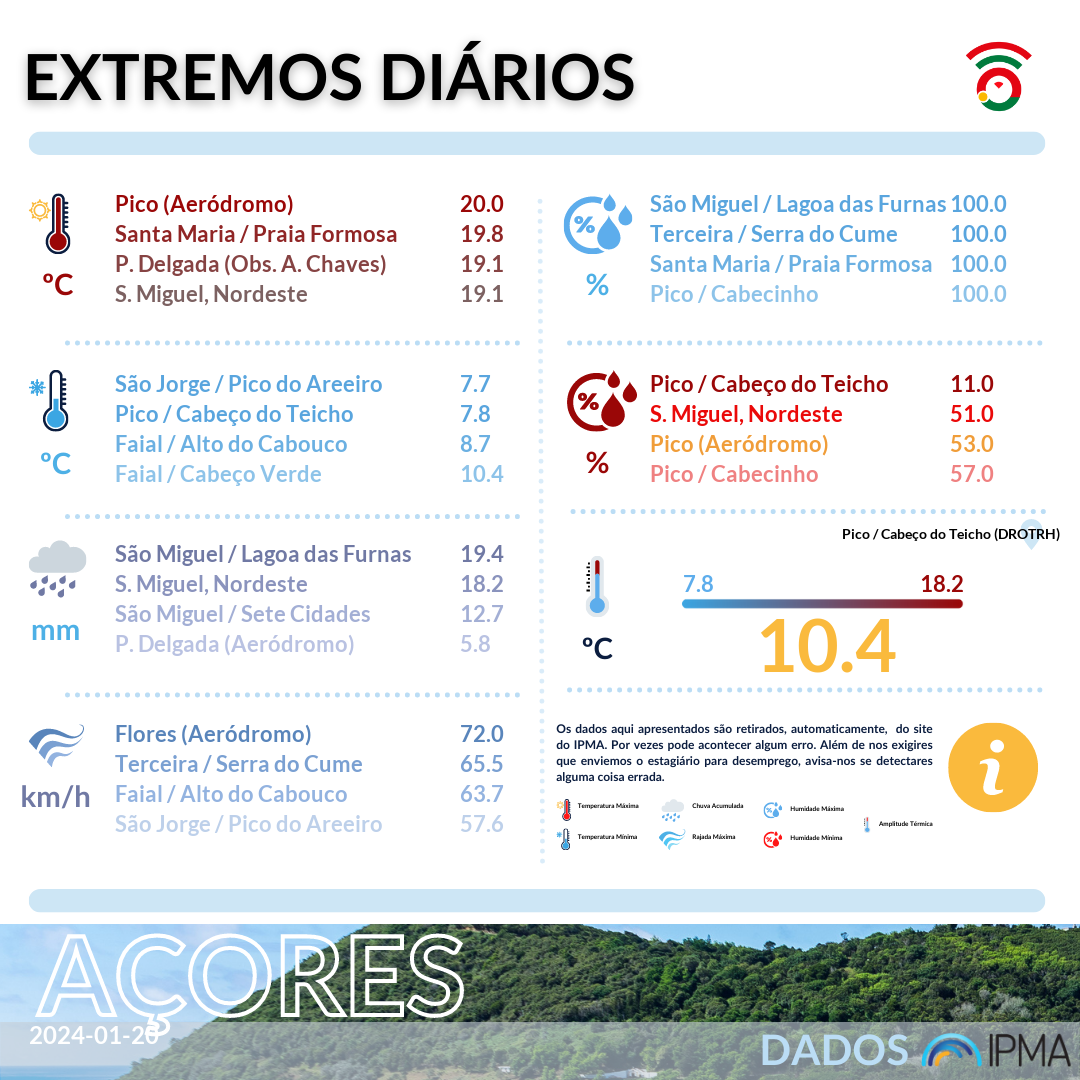 EXTREMOS DIÁRIOS
Pico (Aeródromo) 20.0
Santa Maria / Praia Formosa 19.8
P. Delgada (Obs. A. Chaves) 19.1
S. Miguel, Nordeste 19.1
ºC
São Miguel / Lagoa das Furnas 100.0
Terceira / Serra do Cume 100.0
Santa Maria / Praia Formosa 100.0
Pico / Cabecinho 100.0
%
%
São Jorge / Pico do Areeiro 7.7
Pico / Cabeço do Teicho 7.8
Faial / Alto do Cabouco 8.7
Faial / Cabeço Verde 10.4
ºC
%
Pico / Cabeço do Teicho 11.0
S. Miguel, Nordeste 51.0
Pico (Aeródromo) 53.0
Pico / Cabecinho 57.0
%
São Miguel / Lagoa das Furnas 19.4
S. Miguel, Nordeste 18.2
São Miguel / Sete Cidades 12.7
P. Delgada (Aeródromo) 5.8
mm
Pico / Cabeço do Teicho (DROTRH)
7.8 18.2
10.4
ºC
Flores (Aeródromo) 72.0
Terceira / Serra do Cume 65.5
Faial / Alto do Cabouco 63.7
São Jorge / Pico do Areeiro 57.6
km/h
Os dados aqui apresentados são retirados, automaticamente, do site
do IPMA. Por vezes pode acontecer algum erro. Além de nos exigires
que enviemos o estagiário para desemprego, avisa-nos se detectares
alguma coisa errada.
i
Temperatura Máxima
Chuva Acumulada
Humidade Máxima
Amplitude Térmica
Temperatura Mínima
Rajada Máxima
Humidade Mínima
AÇORES
2024-01-20
DADOS IPMA